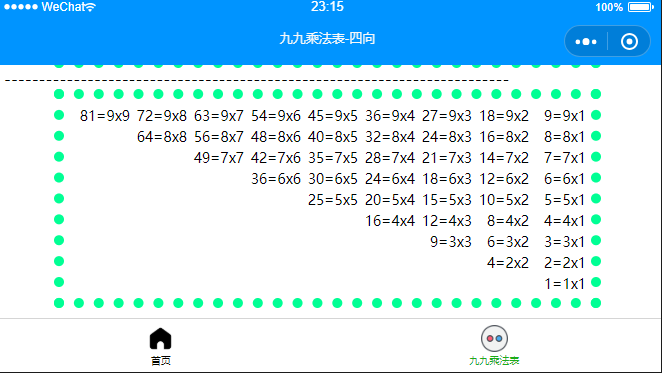 WeChat 23:15 100%
九九乘法表-四向
--------------------------------------------------------------
81=9x9 72=9x8 63=9x7 54=9x6 45=9x5 36=9x4 27=9x3 18=9x2 9=9x1
64=8x8 56=8x7 48=8x6 40=8x5 32=8x4 24=8x3 16=8x2 8=8x1
49=7x7 42=7x6 35=7x5 28=7x4 21=7x3 14=7x2 7=7x1
36=6x6 30=6x5 24=6x4 18=6x3 12=6x2 6=6x1
25=5x5 20=5x4 15=5x3 10=5x2 5=5x1
16=4x4 12=4x3 8=4x2 4=4x1
9=3x3 6=3x2 3=3x1
4=2x2 2=2x1
1=1x1
首页 九九乘法表